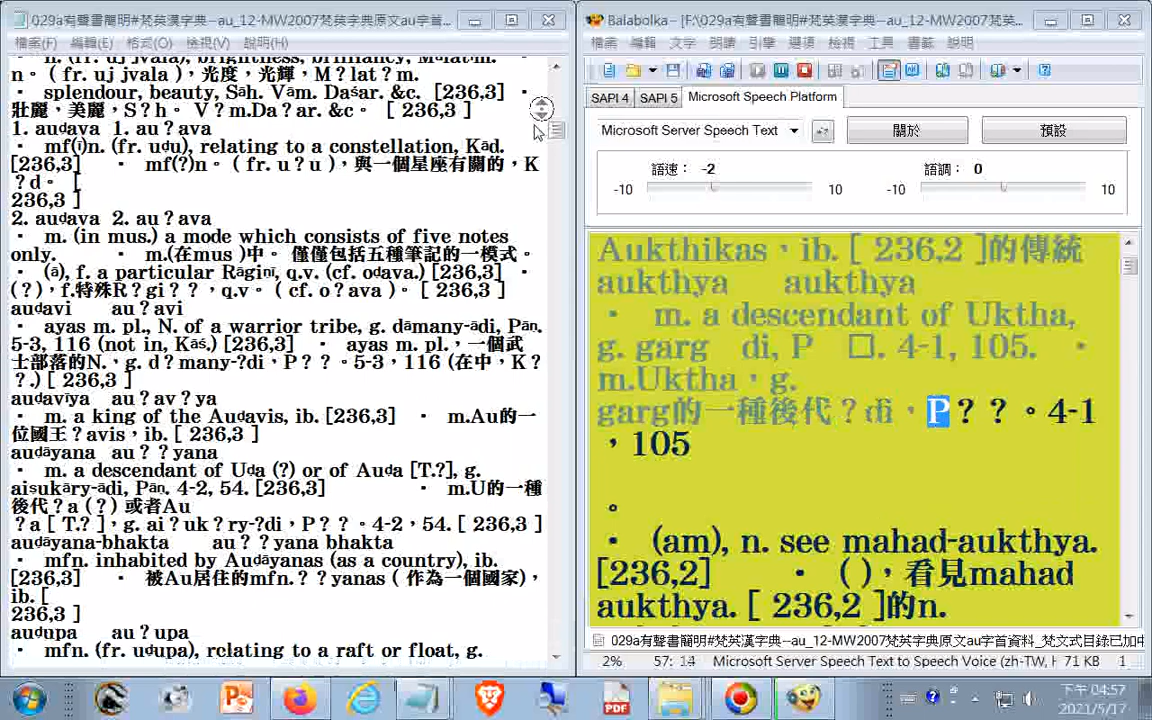 029a有聲書簡明#梵英漢字典--au_12-MW2007梵英字典原文au字首...
檔案(F) 編輯(E) 格式(O) 檢視(V) 說明(H)
n. (fr. uj jvala), brightness, brilliancy, Mālatīm.
n。 ( fr. uj jvala )，光度，光輝，M？lat？m.
• splendour, beauty, Sāh. Vām. Daśar. &c. [236,3] •
壯麗，美麗，S？h。 V？m.Da？ar. &c。 [ 236,3 ]
1. auḍava 1. au？ava
• mf(ī)n. (fr. uḍu), relating to a constellation, Kād.
[236,3] • mf(?)n。( fr. u？u )，與一個星座有關的，K
？d。 [
236,3 ]
2. auḍava 2. au？ava
• m. (in mus.) a mode which consists of five notes
only. • m.(在mus )中。 僅僅包括五種筆記的一模式。
• (ā), f. a particular Rāgiṇī, q.v. (cf. oḍava.) [236,3] •
(？), f.特殊R？gi？？，q.v。( cf. o？ava )。 [ 236,3 ]
auḍavi au？avi
• ayas m. pl., N. of a warrior tribe, g. dāmany-ādi, Pāṇ.
5-3, 116 (not in, Kāś.) [236,3] • ayas m. pl.，一個武
士部落的N.，g. d？many-?di，P？？。5-3，116 (在中，K？
？.) [ 236,3 ]
auḍavīya au？av？ya
• m. a king of the Auḍavis, ib. [236,3] • m.Au的一
位國王？avis，ib. [ 236,3 ]
auḍāyana au？？yana
• m. a descendant of Uḍa (?) or of Auḍa [T.?], g.
aiṣukāry-ādi, Pāṇ. 4-2, 54. [236,3] • m.U的一種
後代？a (？) 或者Au
？a [ T.？]，g. ai？uk？ry-?di，P？？。4-2，54. [ 236,3 ]
auḍāyana-bhakta au？？yana bhakta
• mfn. inhabited by Auḍāyanas (as a country), ib.
[236,3] • 被Au居住的mfn.？？yanas ( 作為一個國家)，
ib. [
236,3 ]
auḍupa au？upa
• mfn. (fr. uḍupa), relating to a raft or float, g.
Balabolka - [F:\029a有聲書簡明#梵英漢字典--au_12-MW2007梵英...
檔案 編輯 文字 朗讀 引擎 選項 檢視 工具 書籤 說明
SAPI 4 SAPI 5 Microsoft Speech Platform
Microsoft Server Speech Text 關於 預設
語速： -2 語調： 0
-10 10 -10 10
Aukthikas，ib. [ 236,2 ]的傳統
aukthya aukthya
• m. a descendant of Uktha,
g. garg di, P □. 4-1, 105. •
m.Uktha，g.
garg的一種後代？di，P？？。4-1
，105
。
• (am), n. see mahad-aukthya.
[236,2] • ( )，看見mahad
aukthya. [ 236,2 ]的n.
029a有聲書簡明#梵英漢字典--au_12-MW2007梵英字典原文au字首資料_梵文式目錄已加中
2% 57: 14 Microsoft Server Speech Text to Speech Voice (zh-TW, H 71 KB 1
下午 04:57
2021/5/17